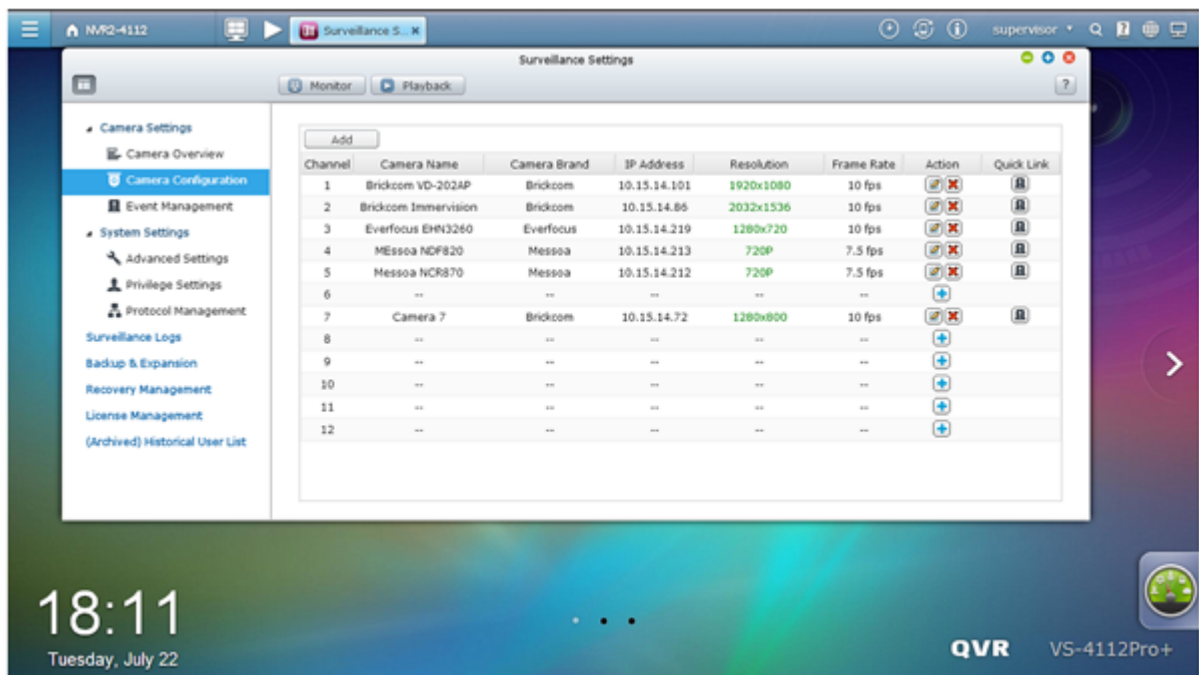 NVR2-4112 Surveillance S... supervisor
Surveillance Settings
Monitor Playback
Camera Settings
Camera Overview
Camera Configuration
Event Management
System Settings
Advanced Settings
Privilege Settings
Protocol Management
Surveillance Logs
Backup & Expansion
Recovery Management
License Management
(Archived) Historical User List
Add
Channel Camera Name Camera Brand IP Address Resolution Frame Rate Action Quick Link
1 Brickcom VD-202AP Brickcom 10.15.14.101 1920x1080 10 fps
2 Brickcom Immervision Brickcom 10.15.14.86 2032x1536 10 fps
3 Everfocus EHN3260 Everfocus 10.15.14.219 1280x720 10 fps
4 MEssoa NDF820 Messoa 10.15.14.213 720P 7.5 fps
5 Messoa NCR870 Messoa 10.15.14.212 720P 7.5 fps
6 -- -- -- -- --
7 Camera 7 Brickcom 10.15.14.72 1280x800 10 fps
8 -- -- -- -- --
9 -- -- -- -- --
10 -- -- -- -- --
11 -- -- -- -- --
12 -- -- -- -- --
18:11
Tuesday, July 22
QVR VS-4112Pro+